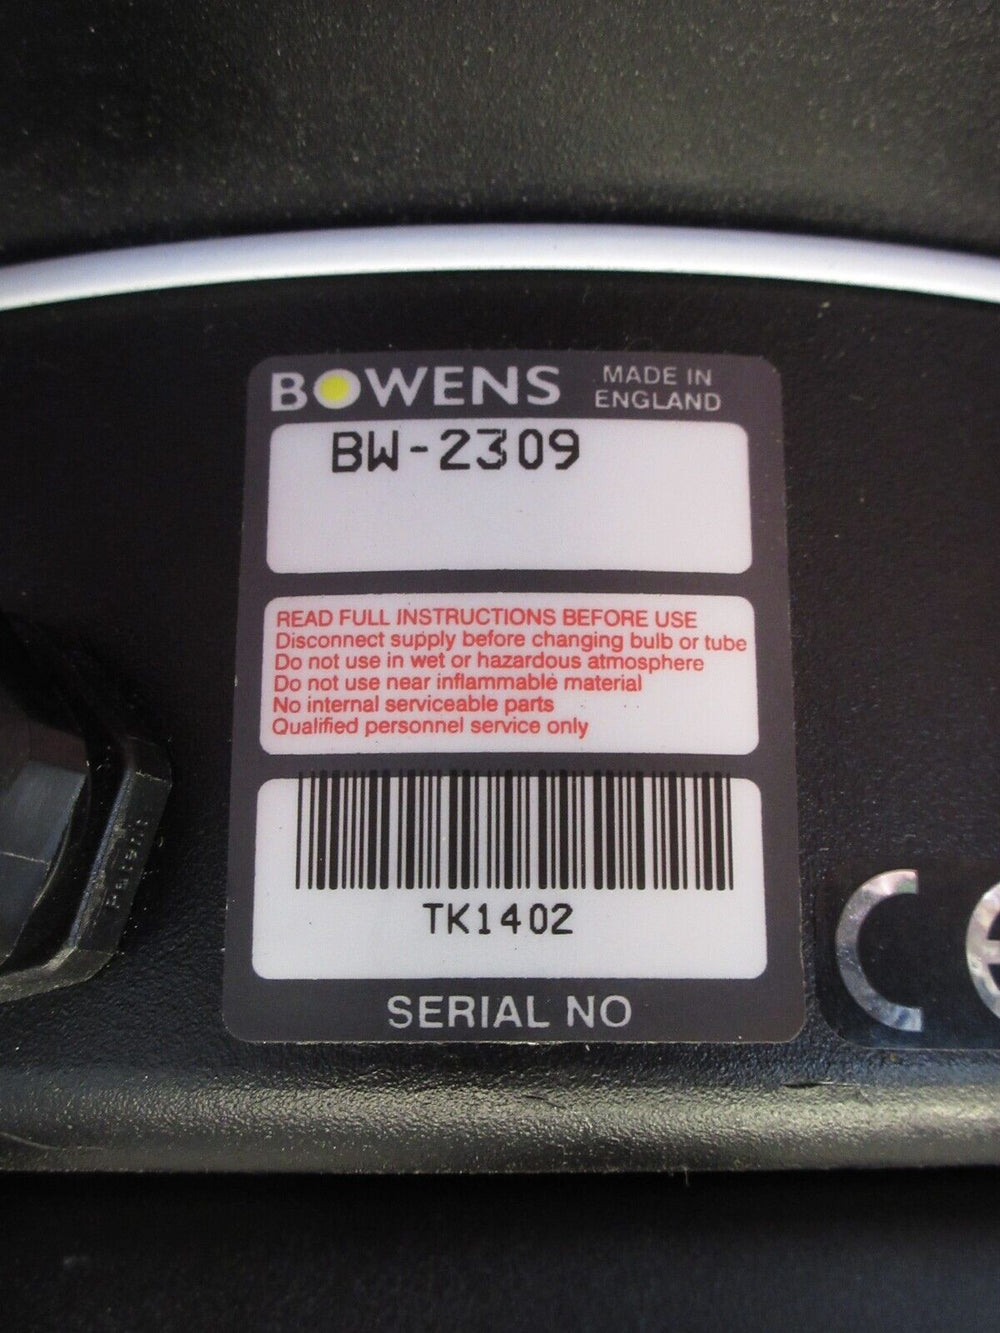 BOWENS
MADE IN
ENGLAND
BW-2309
READ FULL INSTRUCTIONS BEFORE USE
Disconnect supply before changing bulb or tube
Do not use in wet or hazardous atmosphere
Do not use near inflammable material
No internal serviceable parts
Qualified personnel service only
TK1402
SERIAL NO
CE